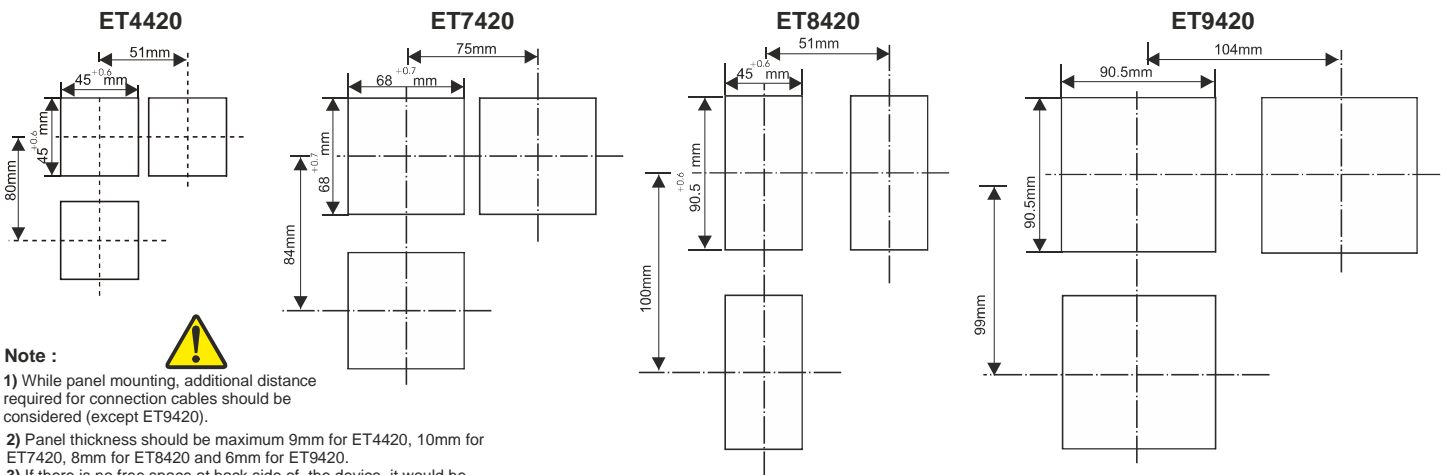 ET4420
51mm
45 +0.6 mm
45 +0.6 mm
80mm
ET7420
75mm
68 +0.7 mm
68 +0.7 mm
84mm
ET8420
51mm
45 +0.6 mm
90.5 +0.6 mm
100mm
ET9420
104mm
90.5mm
90.5mm
99mm
Note :
1) While panel mounting, additional distance
required for connection cables should be
considered (except ET9420).
2) Panel thickness should be maximum 9mm for ET4420, 10mm for
ET7420, 8mm for ET8420 and 6mm for ET9420.
3) If there is no free space at back side of the device, it would be